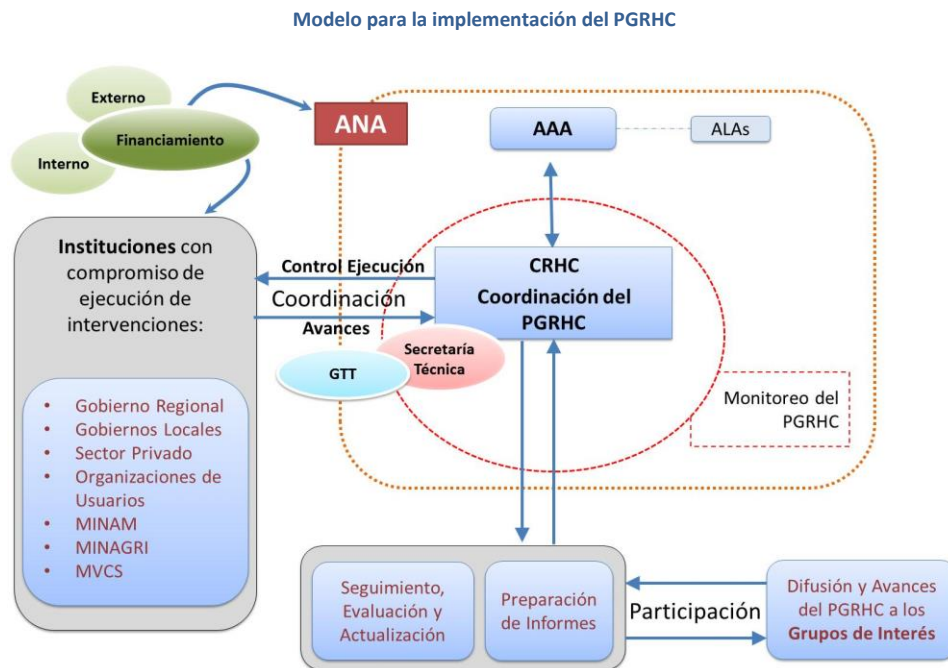 Modelo para la implementación del PGRHC
Externo
Financiamiento
Interno
ANA
AAA
ALAs
Instituciones con
compromiso de
ejecución de
intervenciones:
• Gobierno Regional
• Gobiernos Locales
• Sector Privado
• Organizaciones de
Usuarios
• MINAM
• MINAGRI
• MVCS
Control Ejecución
Coordinación
Avances
CRHC
Coordinación del
PGRHC
Secretaría
Técnica
GTT
Monitoreo del
PGRHC
Seguimiento,
Evaluación y
Actualización
Preparación
de Informes
Participación
Difusión y Avances
del PGRHC a los
Grupos de Interés